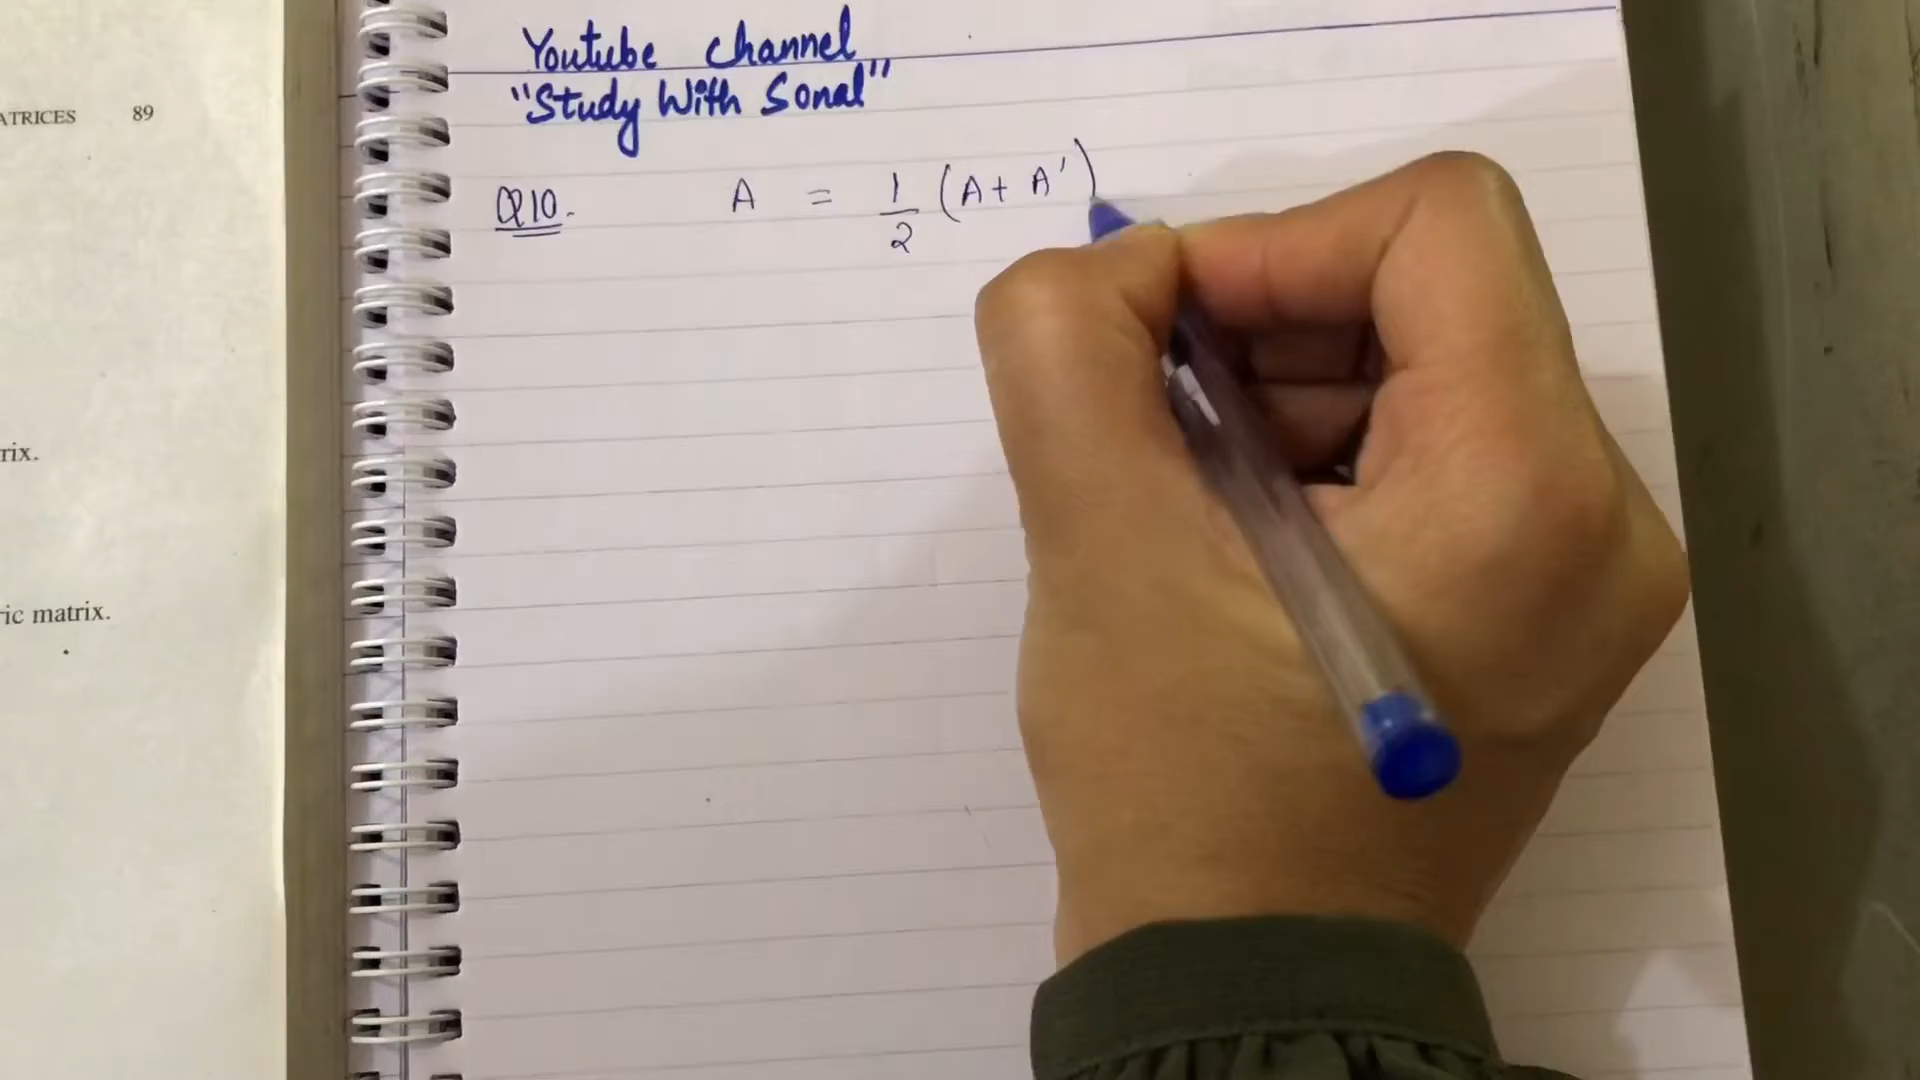 ATRICES 89
rix.
ric matrix.
Youtube Channel
"Study With Sonal"
Q10. A = 1/2 (A + A')